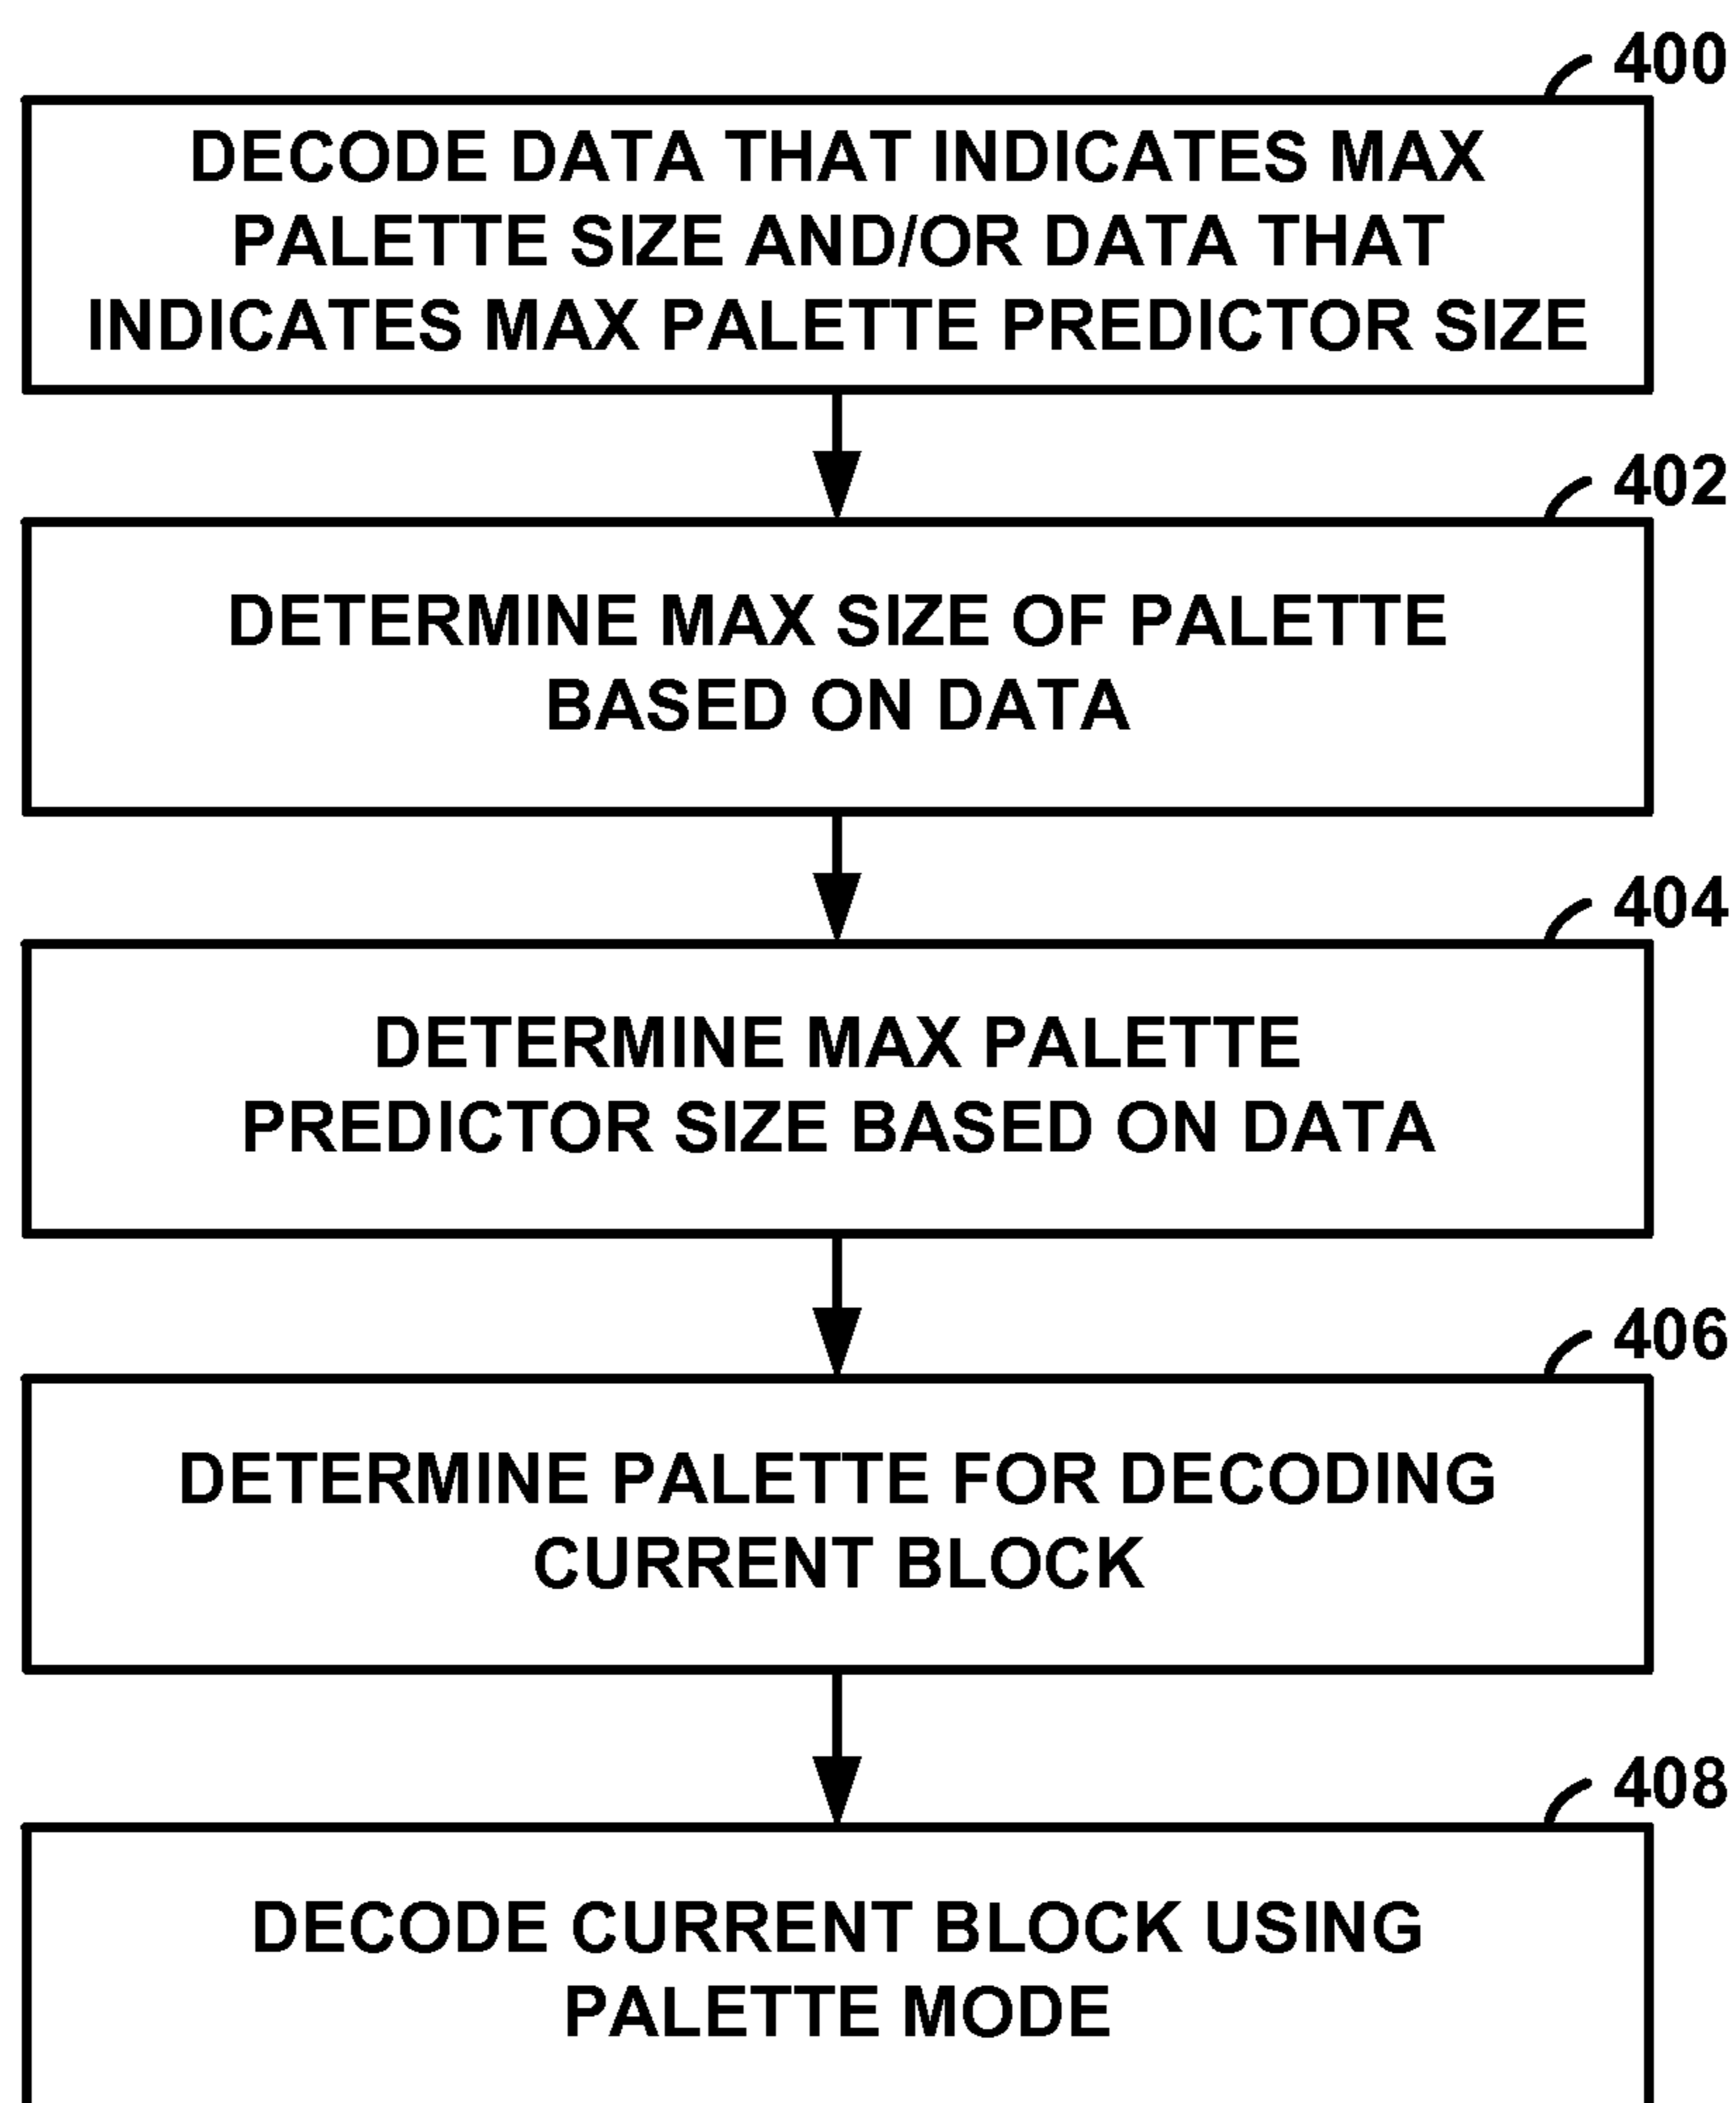 400
DECODE DATA THAT INDICATES MAX
PALETTE SIZE AND/OR DATA THAT
INDICATES MAX PALETTE PREDICTOR SIZE
402
DETERMINE MAX SIZE OF PALETTE
BASED ON DATA
404
DETERMINE MAX PALETTE
PREDICTOR SIZE BASED ON DATA
406
DETERMINE PALETTE FOR DECODING
CURRENT BLOCK
408
DECODE CURRENT BLOCK USING
PALETTE MODE